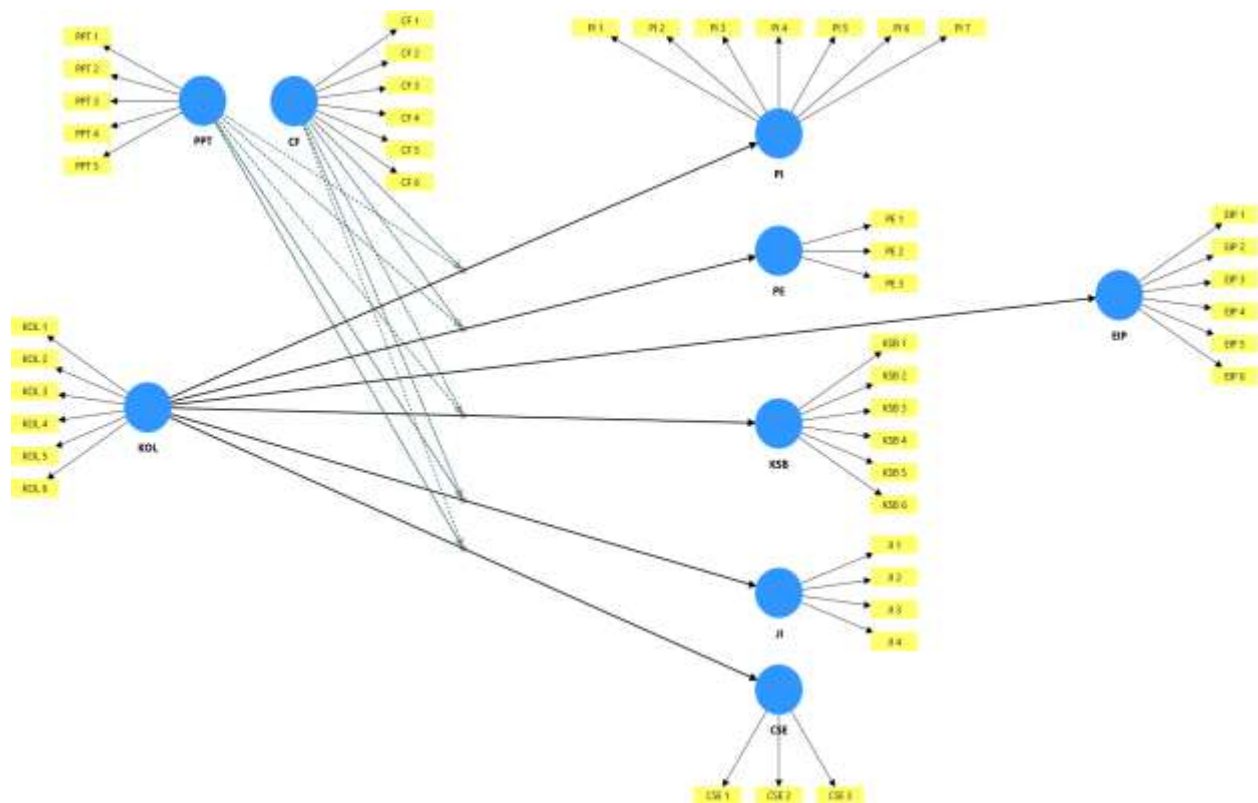 PPT 1
PPT 2
PPT 3
PPT 4
PPT 5
PPT
CF 1
CF 2
CF 3
CF 4
CF 5
CF 6
CF
PI 1
PI 2
PI 3
PI 4
PI 5
PI 6
PI 7
PI
PE 1
PE 2
PE 3
PE
EIP 1
EIP 2
EIP 3
EIP 4
EIP 5
EIP 6
EIP
KOL 1
KOL 2
KOL 3
KOL 4
KOL 5
KOL 6
KOL
KSB 1
KSB 2
KSB 3
KSB 4
KSB 5
KSB 6
KSB
JI 1
JI 2
JI 3
JI 4
JI
CSE
CSE 1
CSE 2
CSE 3